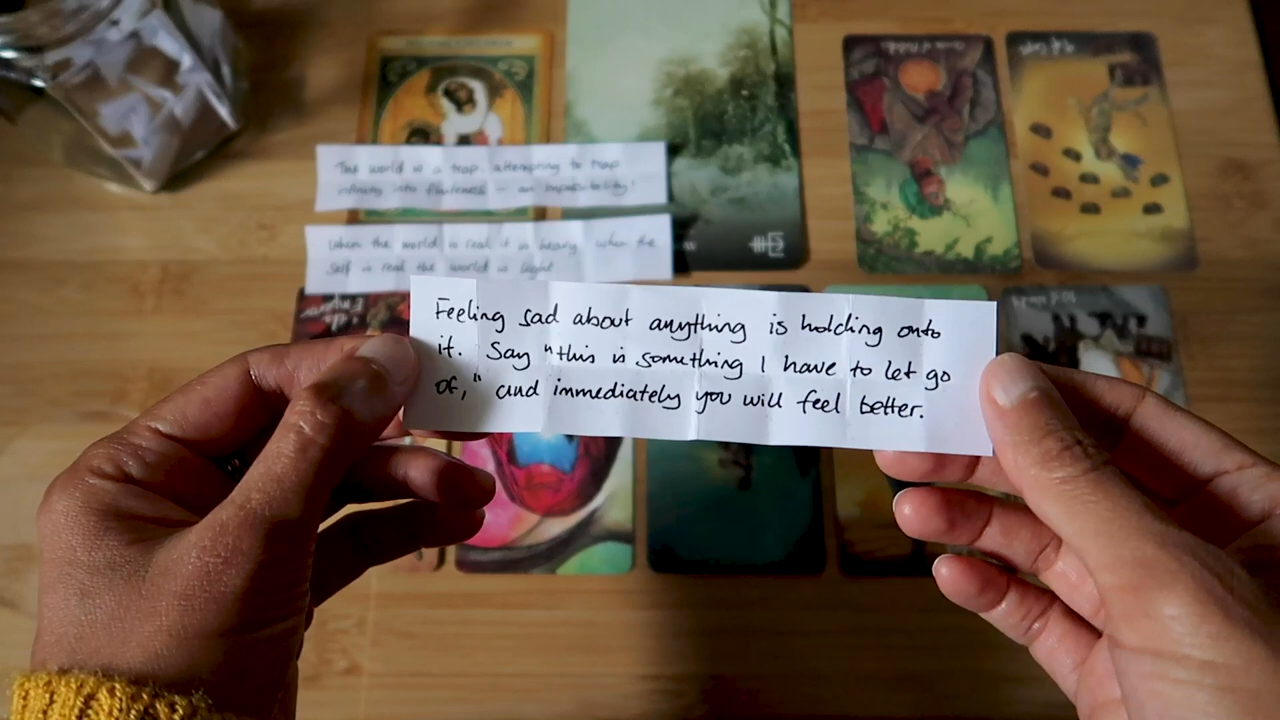 The world is a trap, attempting to trap
infinity into finiteness — an impossibility!
When the world is real it is heavy, when the
Self is real the world is light
Feeling sad about anything is holding onto
it. Say "this is something I have to let go
of," and immediately you will feel better.